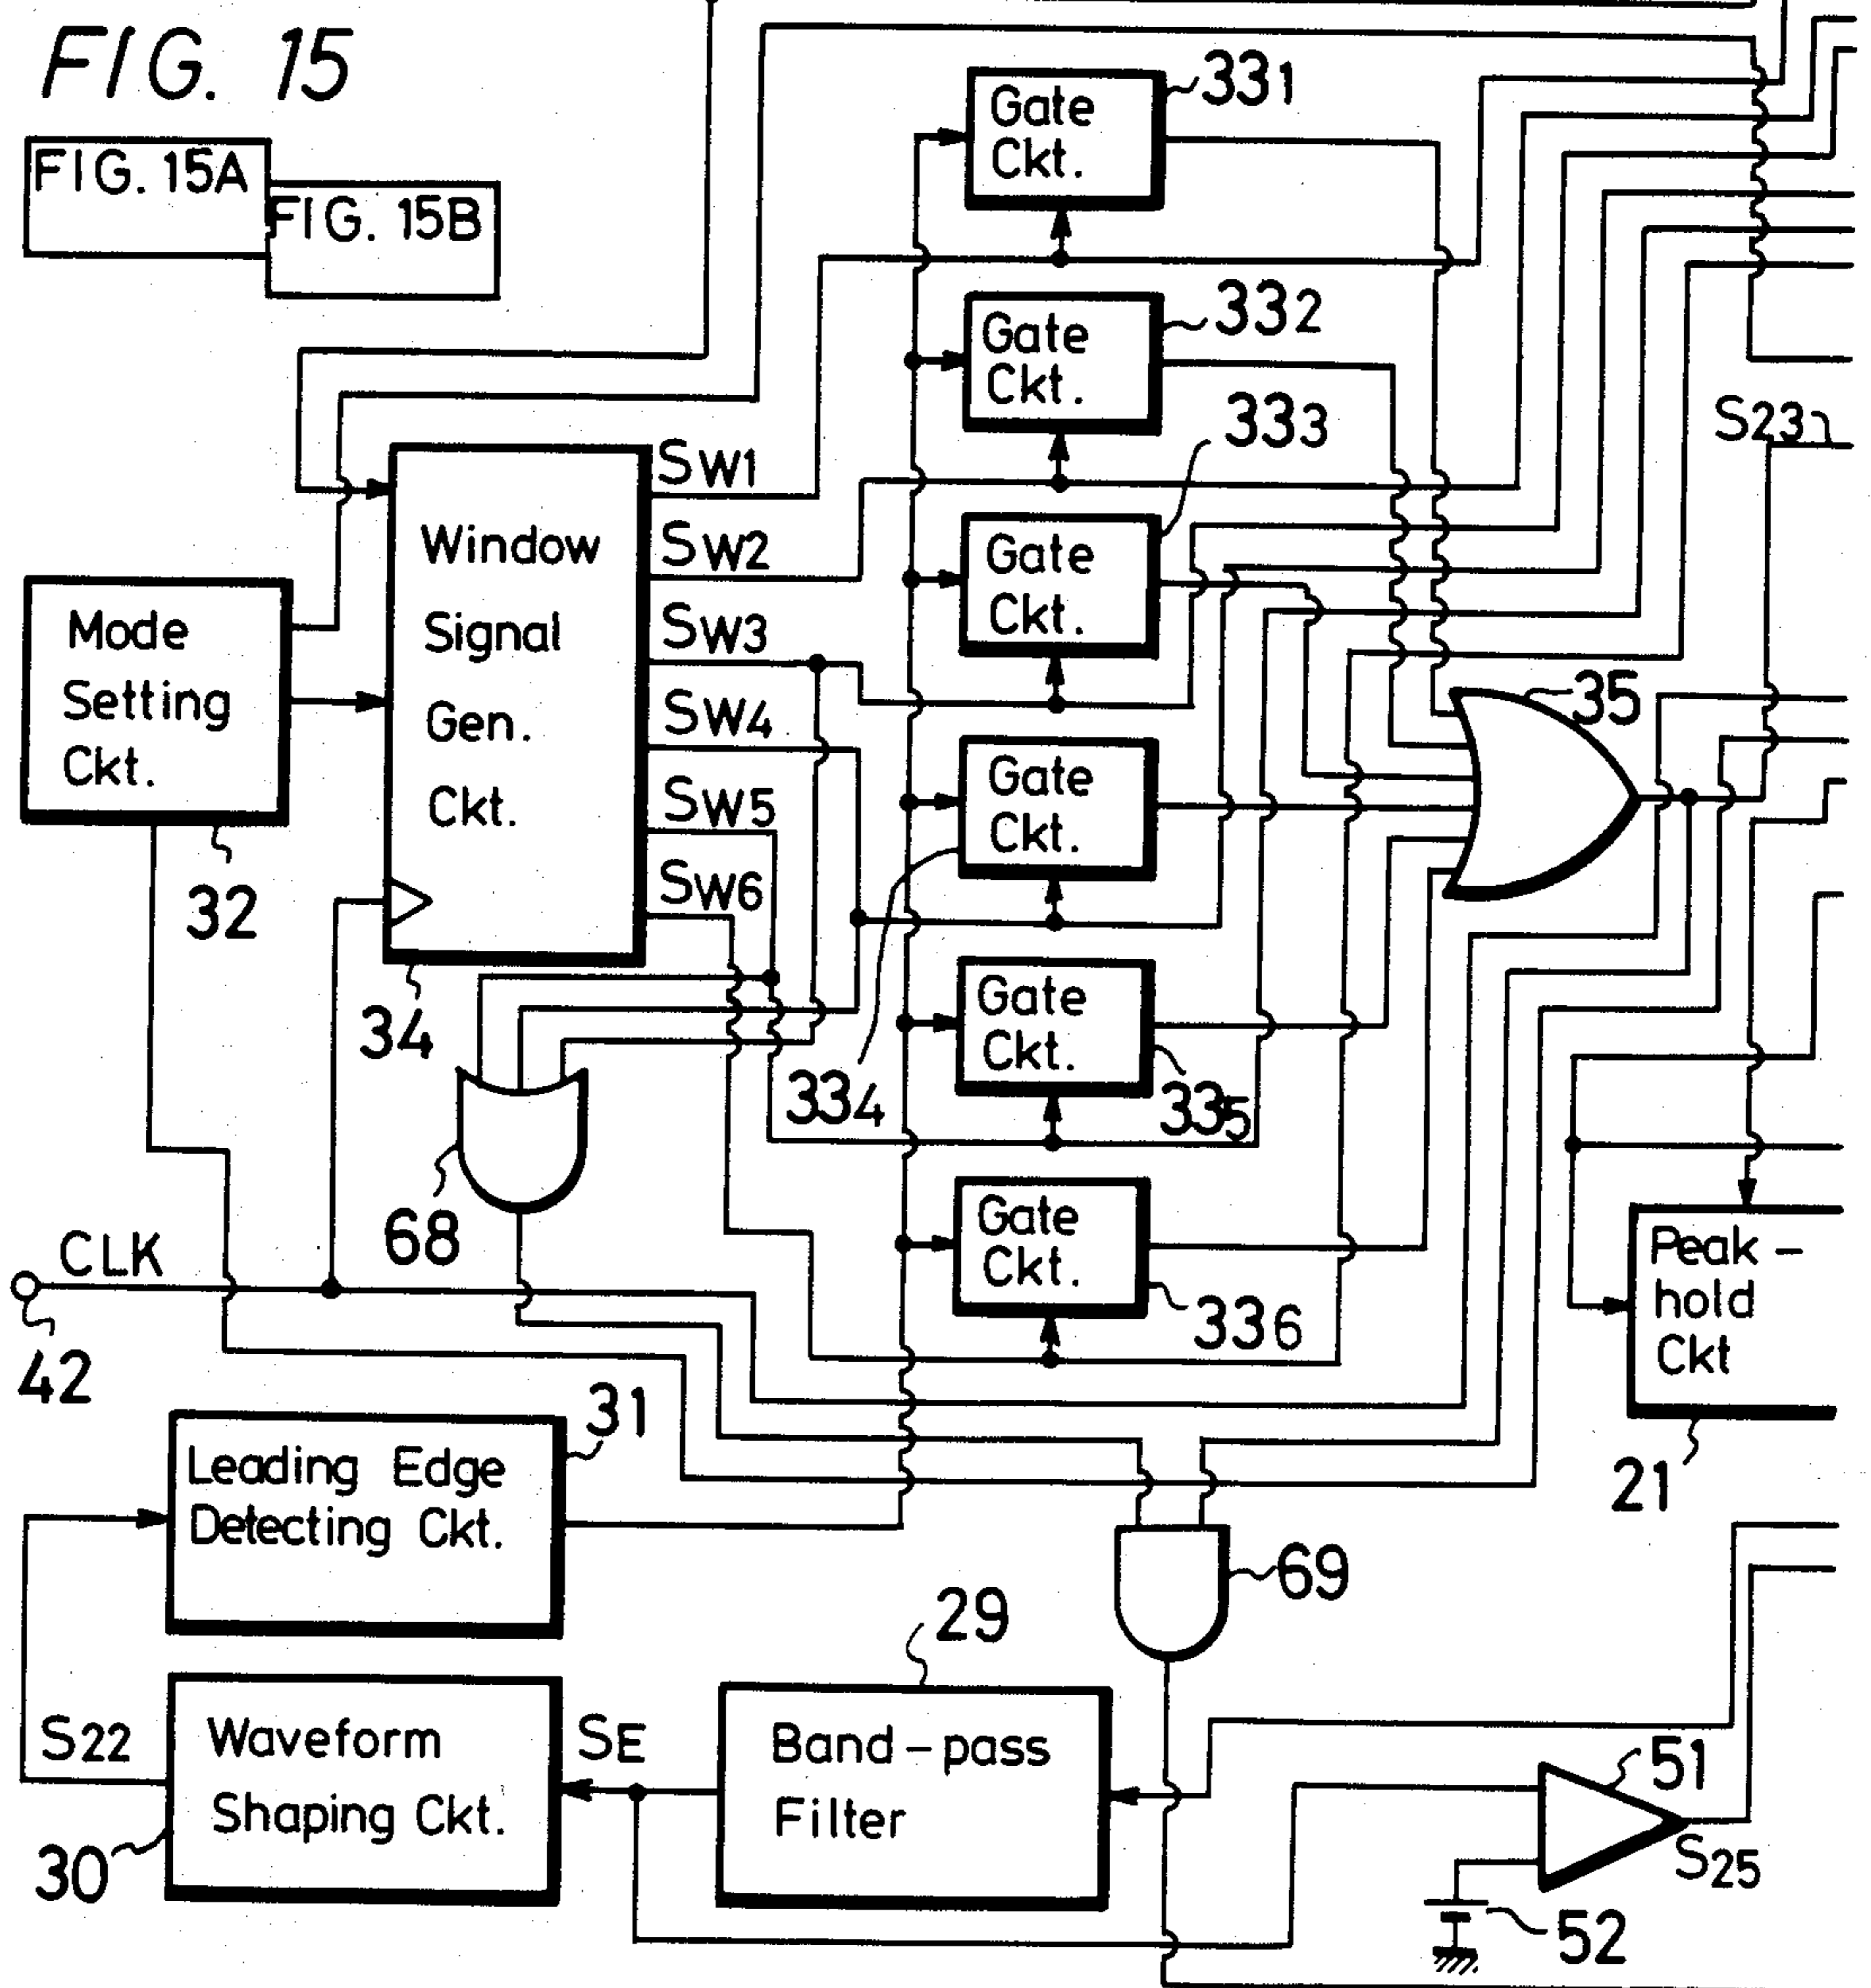 FIG. 15
FIG. 15A
FIG. 15B
Gate
Ckt.
331
Gate
Ckt.
332
Gate
Ckt.
333
Gate
Ckt.
334
Gate
Ckt.
335
Gate
Ckt.
336
S23
Mode
Setting
Ckt.
32
Window
Signal
Gen.
Ckt.
34
SW1
SW2
SW3
SW4
SW5
SW6
35
68
CLK
42
Peak-
hold
Ckt
21
Leading Edge
Detecting Ckt.
31
69
29
S22
Waveform
Shaping Ckt.
30
SE
Band-pass
Filter
51
S25
52